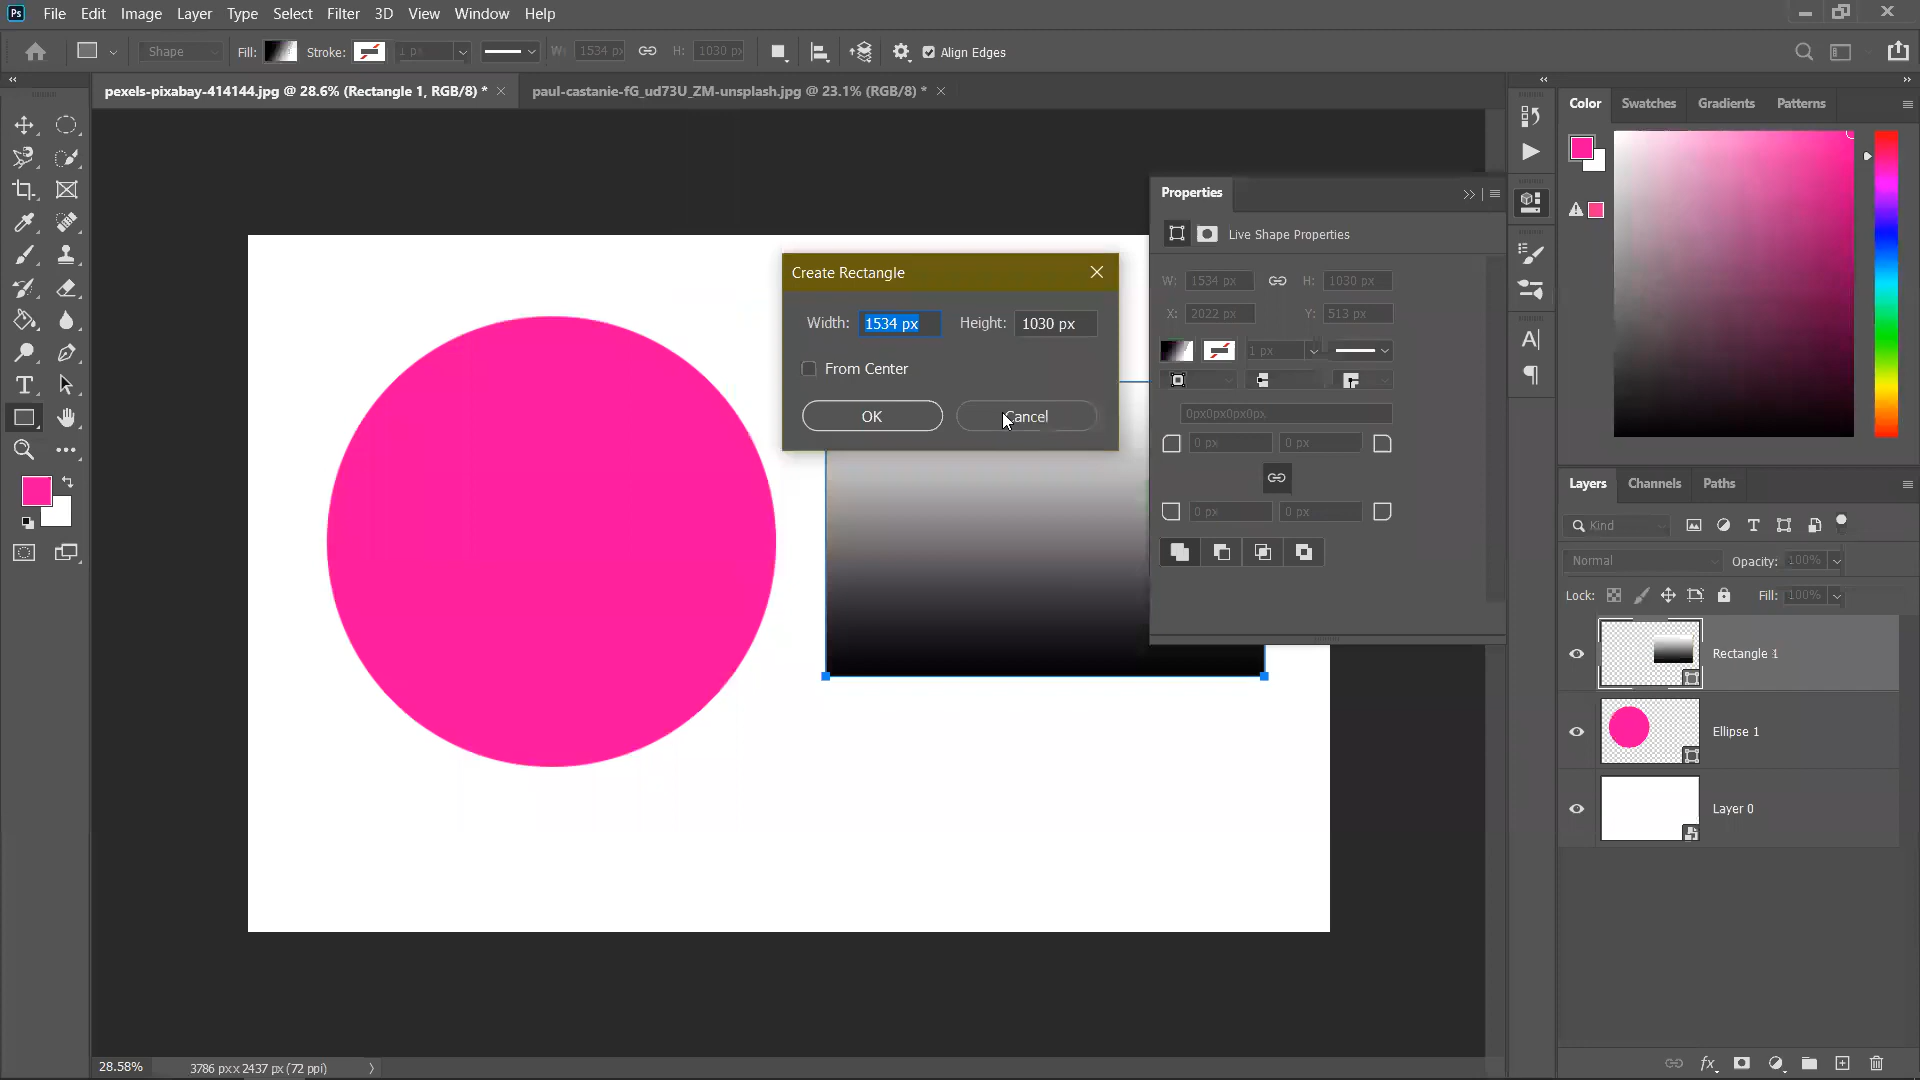 Ps File Edit Image Layer Type Select Filter 3D View Window Help
Shape Fill: Stroke: 1 px W: 1534 px H: 1030 px Align Edges
pexels-pixabay-414144.jpg @ 28.6% (Rectangle 1, RGB/8) * paul-castanie-fG_ud73U_ZM-unsplash.jpg @ 23.1% (RGB/8) *
Color Swatches Gradients Patterns
Properties
Live Shape Properties
W: 1534 px H: 1030 px
X: 2022 px Y: 513 px
1 px
0px0px0px0px
0 px 0 px
0 px 0 px
Create Rectangle
Width: 1534 px Height: 1030 px
From Center
OK Cancel
Layers Channels Paths
Kind
Normal Opacity: 100%
Lock: Fill: 100%
Rectangle 1
Ellipse 1
Layer 0
fx
28.58% 3786 px x 2437 px (72 ppi)